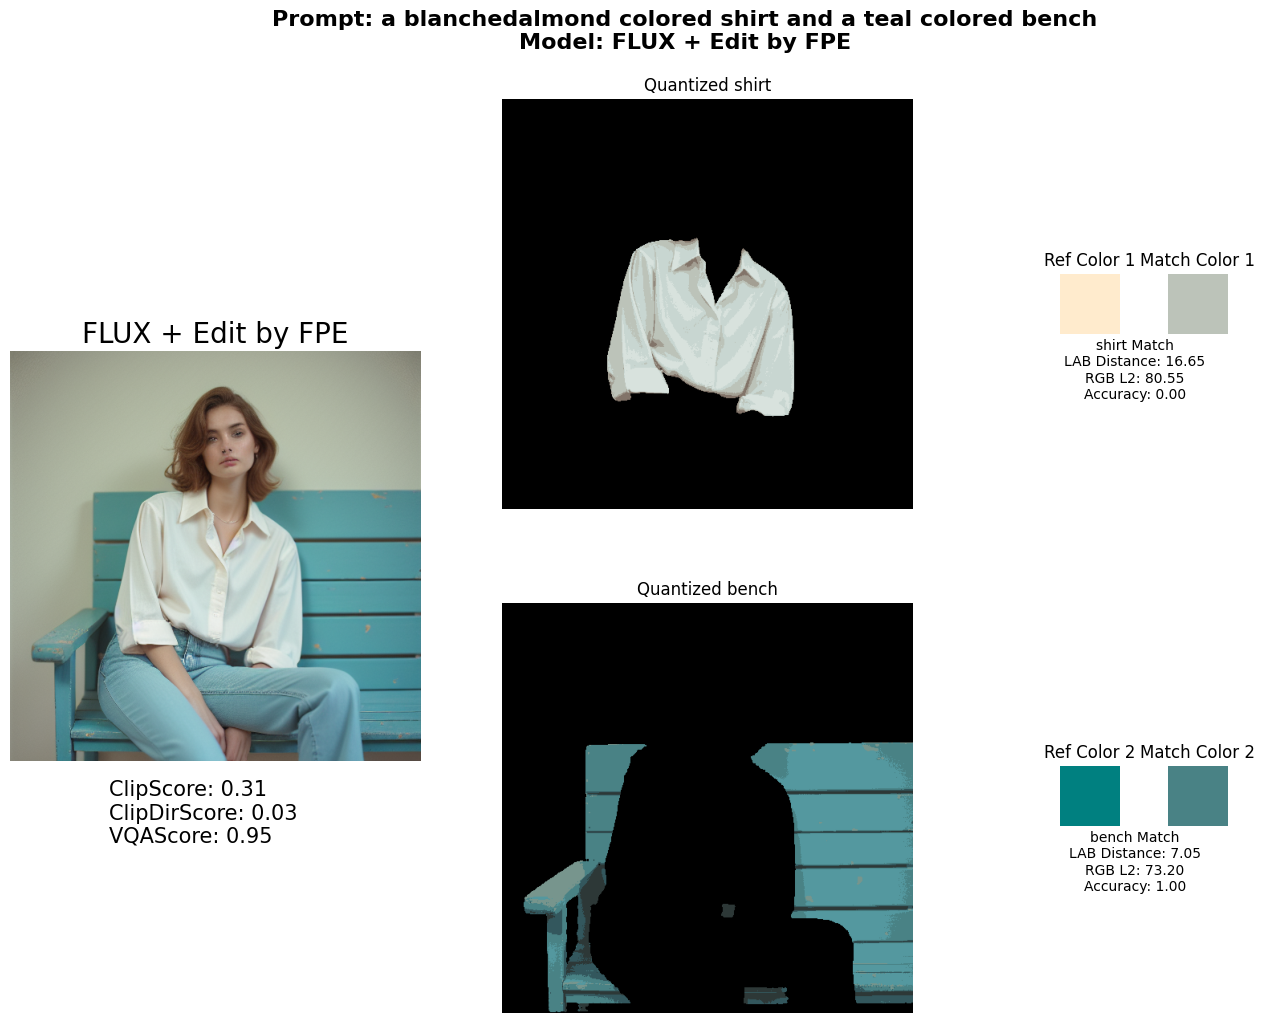 Prompt: a blanchedalmond colored shirt and a teal colored bench
Model: FLUX + Edit by FPE
Quantized shirt
Ref Color 1 Match Color 1
shirt Match
LAB Distance: 16.65
RGB L2: 80.55
Accuracy: 0.00
FLUX + Edit by FPE
ClipScore: 0.31
ClipDirScore: 0.03
VQAScore: 0.95
Quantized bench
Ref Color 2 Match Color 2
bench Match
LAB Distance: 7.05
RGB L2: 73.20
Accuracy: 1.00